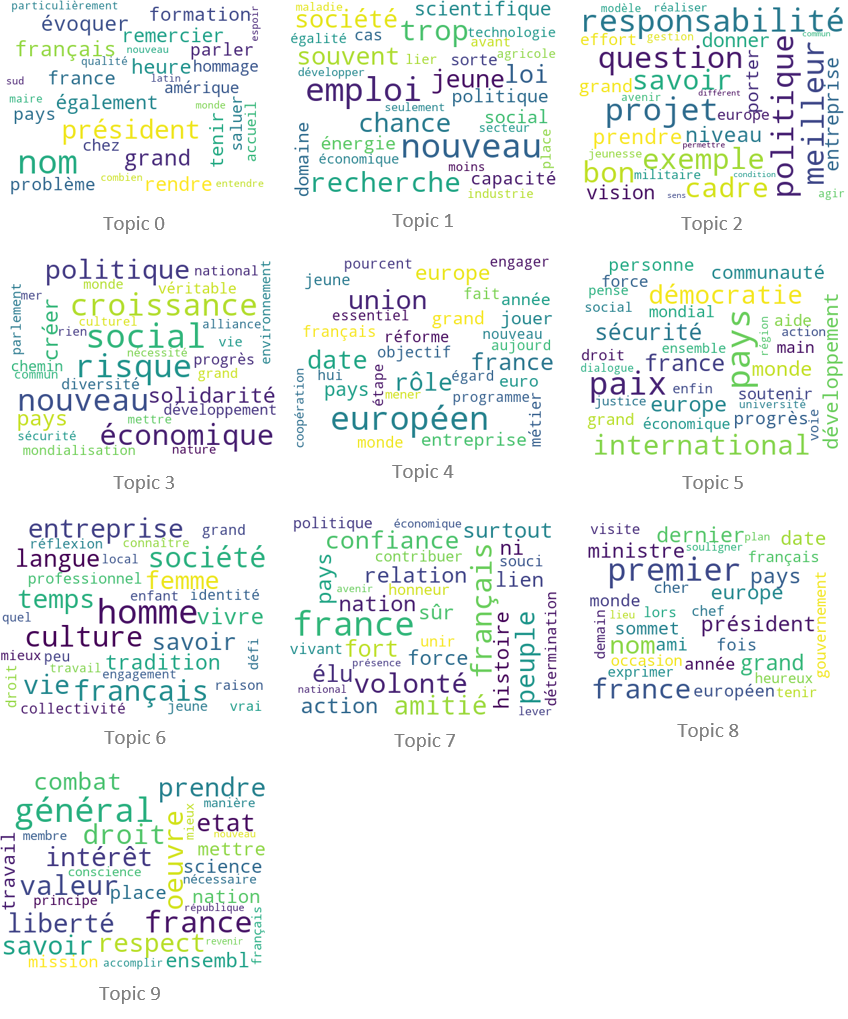 particulièrement
évoquer
formation
espoir
remercier
français
nouveau
parler
qualité
heure
hommage
sud
france
latin
amérique
maire
également
monde
pays
président
tenir
saluer
accueil
chez
nom
grand
problème
combien
rendre
entendre
Topic 0
maladie
scientifique
société
trop
égalité
cas
technologie
souvent
lier
avant
agricole
développer
sorte
jeune
loi
emploi
politique
seulement
chance
social
secteur
domaine
énergie
nouveau
place
économique
moins
recherche
capacité
industrie
Topic 1
modèle
réaliser
responsabilité
effort
gestion
donner
commun
question
savoir
porter
politique
meilleur
entreprise
grand
différent
avenir
projet
europe
prendre
niveau
permettre
jeunesse
exemple
bon
militaire
condition
vision
cadre
sens
agir
Topic 2
politique
national
monde
véritable
mer
croissance
parlement
créer
culturel
alliance
environnement
rien
social
vie
nécessité
chemin
risque
progrès
commun
grand
diversité
nouveau
solidarité
pays
développement
mettre
sécurité
économique
mondialisation
nature
Topic 3
pourcent
engager
jeune
europe
union
fait
année
essentiel
grand
jouer
français
réforme
nouveau
objectif
aujourd
date
france
hui
étape
égard
euro
pays
rôle
mener
programme
coopération
européen
métier
monde
entreprise
Topic 4
personne
communauté
force
pense
démocratie
social
mondial
aide
sécurité
pays
région
action
développement
ensemble
main
droit
france
dialogue
monde
paix
enfin
soutenir
justice
europe
université
grand
progrès
économique
voie
international
Topic 5
entreprise
grand
réflexion
connaître
langue
local
société
professionnel
femme
temps
enfant
identité
homme
quel
vivre
culture
savoir
défi
mieux
peu
tradition
travail
droit
vie
engagement
français
raison
collectivité
jeune
vrai
Topic 6
politique
économique
surtout
confiance
ni
contribuer
souci
pays
français
relation
lien
avenir
honneur
nation
sûr
histoire
peuple
détermination
france
unir
vivant
fort
force
présence
élu
volonté
national
action
amitié
lever
Topic 7
visite
dernier
plan
date
ministre
souligner
français
premier
pays
cher
monde
europe
gouvernement
lieu
lors
chef
sommet
président
demain
nom
ami
fois
occasion
année
grand
exprimer
heureux
france
européen
tenir
Topic 8
combat
prendre
général
manière
oeuvre
mieux
etat
membre
droit
nouveau
travail
mettre
intérêt
science
conscience
valeur
place
nécessaire
principe
nation
république
liberté
france
français
savoir
respect
revenir
mission
accomplir
ensembl
Topic 9